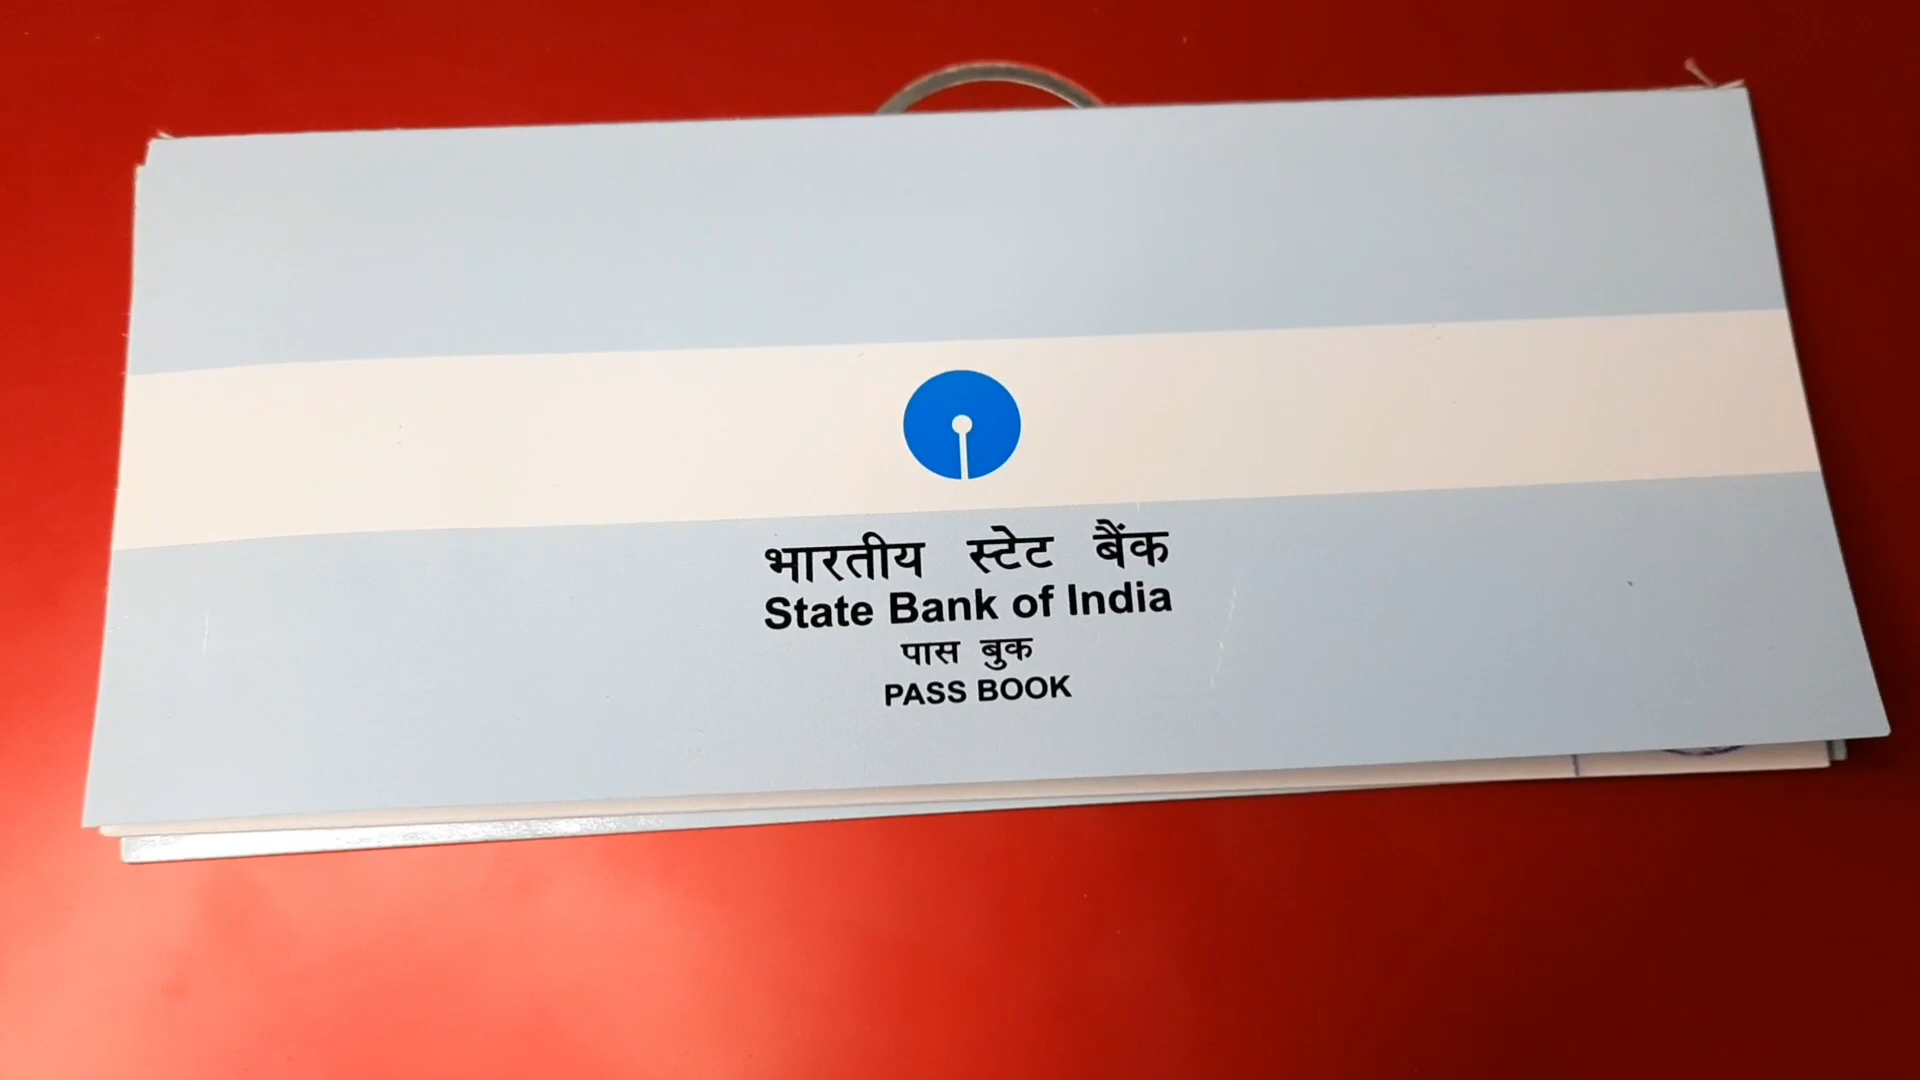 भारतीय स्टेट बैंक
State Bank of India
पास बुक
PASS BOOK